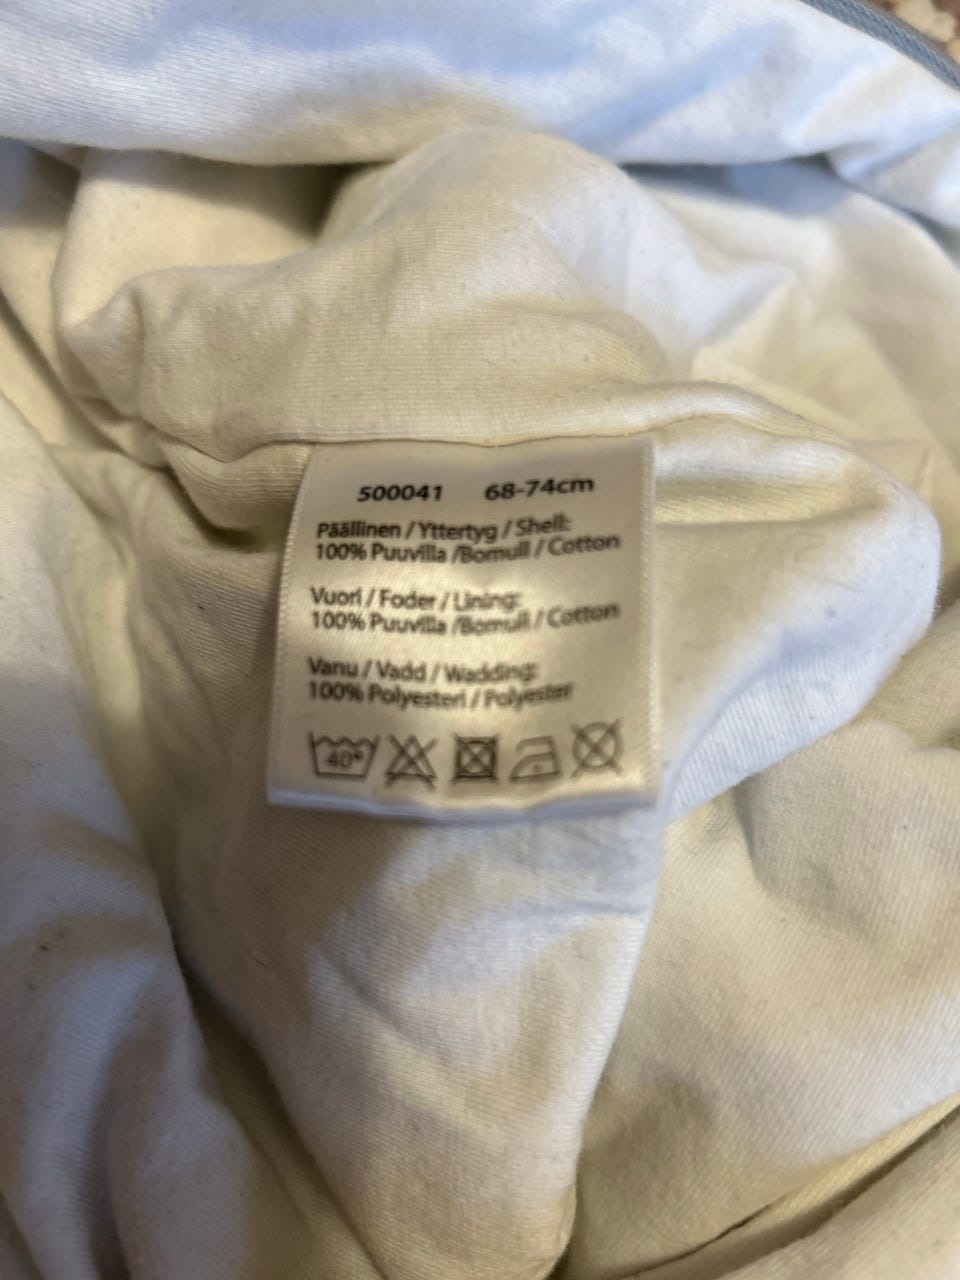 500041 68-74cm
Päällinen / Yttertyg / Shell:
100% Puuvilla /Bomull / Cotton
Vuori / Foder / Lining:
100% Puuvilla /Bomull / Cotton
Vanu / Vadd / Wadding:
100% Polyesteri / Polyester
40°